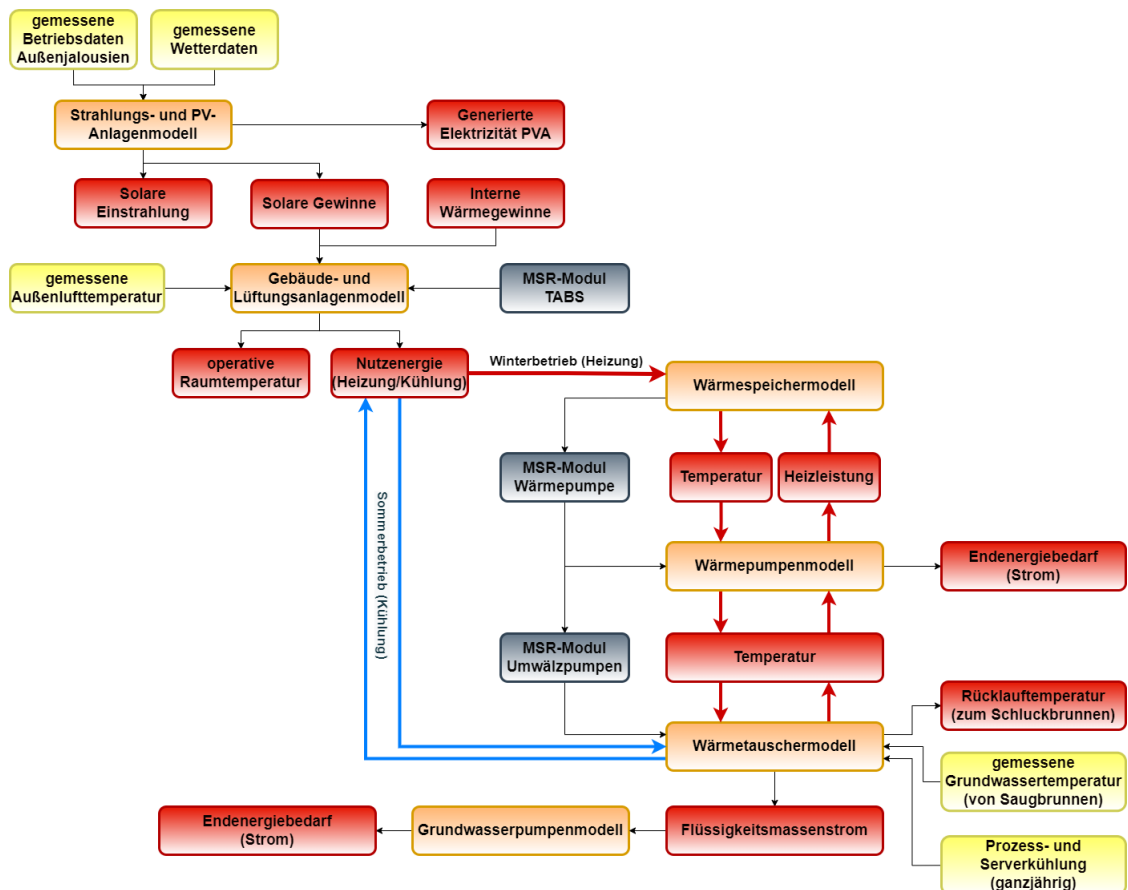 gemessene
Betriebsdaten
Außenjalousien
gemessene
Wetterdaten
Strahlungs- und PV-
Anlagenmodell
Generierte
Elektrizität PVA
Solare
Einstrahlung
Solare Gewinne
Interne
Wärmegewinne
gemessene
Außenlufttemperatur
Gebäude- und
Lüftungsanlagenmodell
MSR-Modul
TABS
operative
Raumtemperatur
Nutzenergie
(Heizung/Kühlung)
Winterbetrieb (Heizung)
Wärmespeichermodell
MSR-Modul
Wärmepumpe
Temperatur
Heizleistung
Sommerbetrieb (Kühlung)
Wärmepumpenmodell
Endenergiebedarf
(Strom)
MSR-Modul
Umwälzpumpen
Temperatur
Rücklauftemperatur
(zum Schluckbrunnen)
Wärmetauschermodell
gemessene
Grundwassertemperatur
(von Saugbrunnen)
Endenergiebedarf
(Strom)
Grundwasserpumpenmodell
Flüssigkeitsmassenstrom
Prozess- und
Serverkühlung
(ganzjährig)